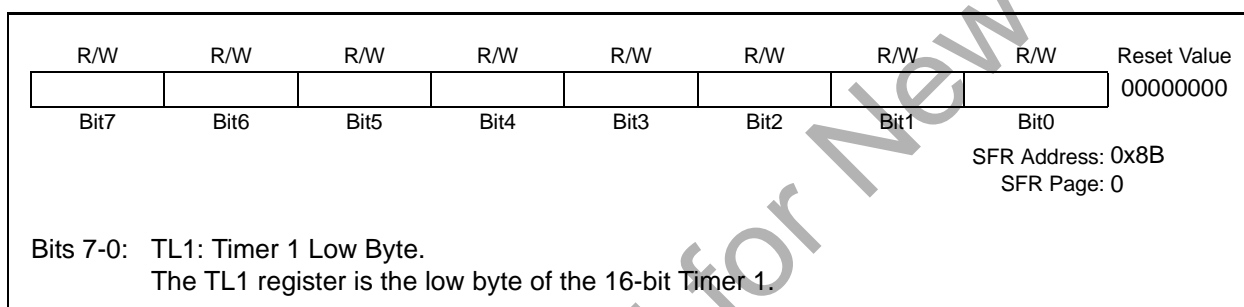 R/W R/W R/W R/W R/W R/W R/W R/W Reset Value
00000000
Bit7 Bit6 Bit5 Bit4 Bit3 Bit2 Bit1 Bit0
SFR Address: 0x8B
SFR Page: 0
Bits 7-0: TL1: Timer 1 Low Byte.
The TL1 register is the low byte of the 16-bit Timer 1.
for New